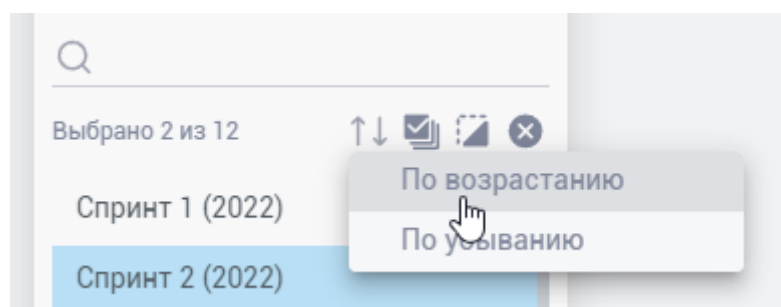 Выбрано 2 из 12
По возрастанию
Спринт 1 (2022)
По убыванию
Спринт 2 (2022)